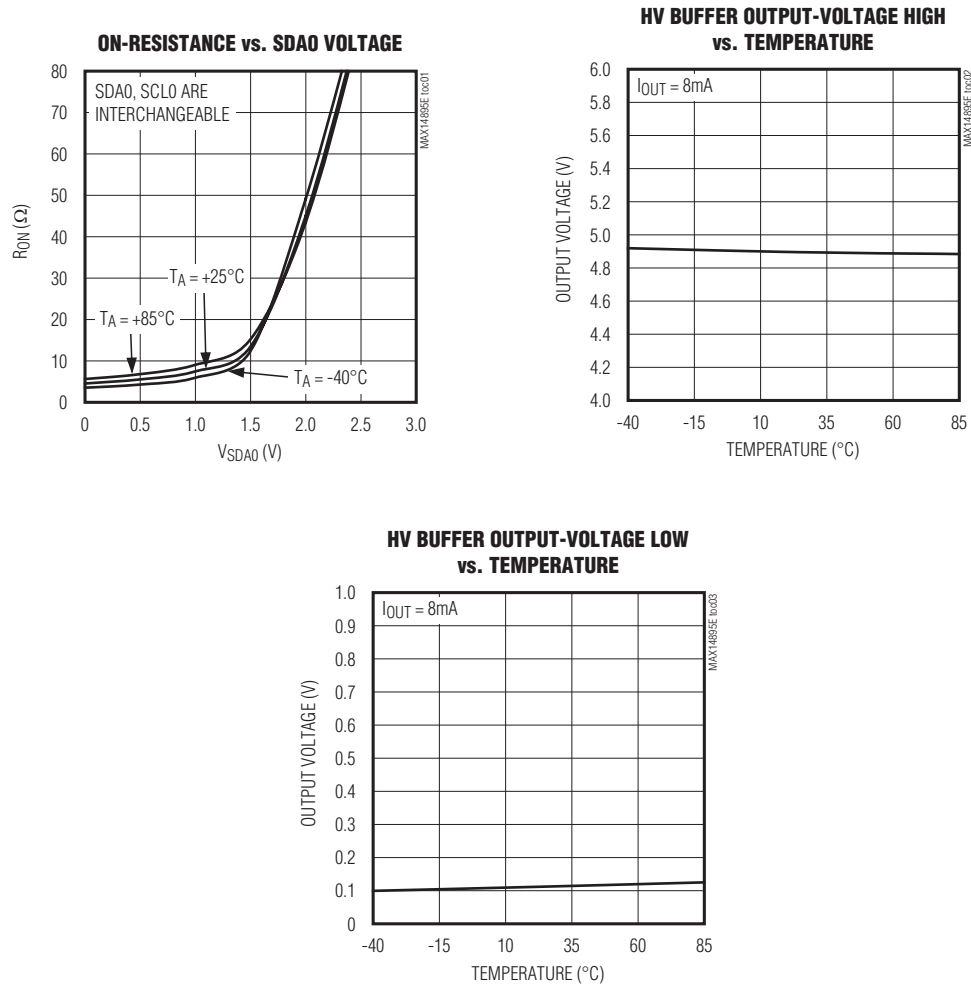 ON-RESISTANCE vs. SDA0 VOLTAGE
80
70
60
50
40
30
20
10
0
RON (Ω)
SDA0, SCL0 ARE
INTERCHANGEABLE
TA = +25°C
TA = +85°C
TA = -40°C
0 0.5 1.0 1.5 2.0 2.5 3.0
VSDA0 (V)
MAX14895E toc01
HV BUFFER OUTPUT-VOLTAGE HIGH
vs. TEMPERATURE
6.0
5.8
5.6
5.4
5.2
5.0
4.8
4.6
4.4
4.2
4.0
OUTPUT VOLTAGE (V)
IOUT = 8mA
-40 -15 10 35 60 85
TEMPERATURE (°C)
MAX14895E toc02
HV BUFFER OUTPUT-VOLTAGE LOW
vs. TEMPERATURE
1.0
0.9
0.8
0.7
0.6
0.5
0.4
0.3
0.2
0.1
0
OUTPUT VOLTAGE (V)
IOUT = 8mA
-40 -15 10 35 60 85
TEMPERATURE (°C)
MAX14895E toc03